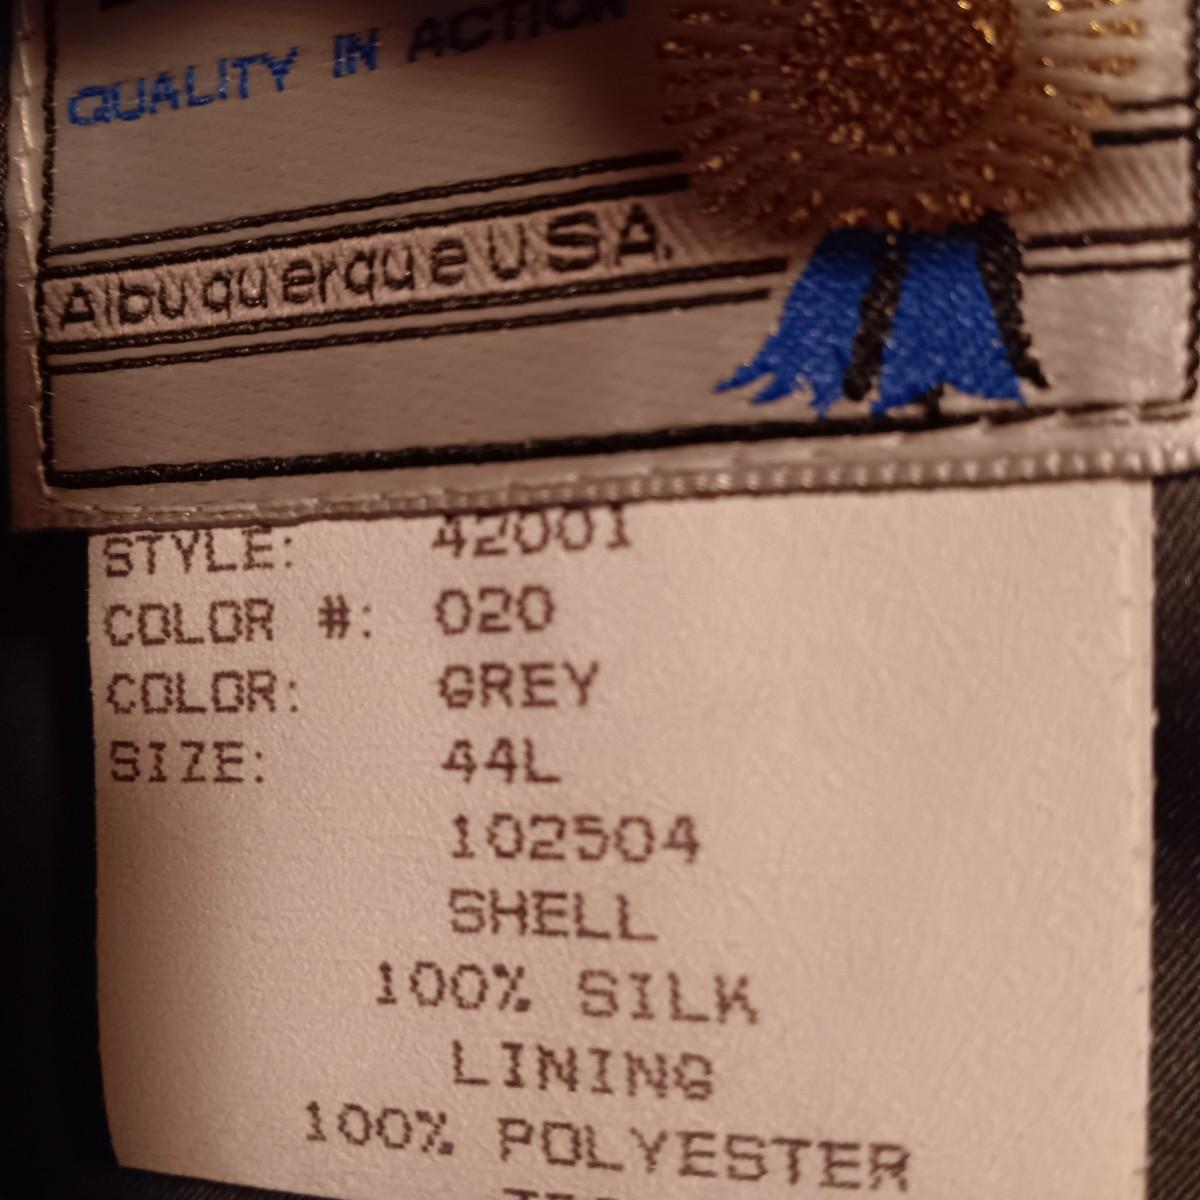 QUALITY IN ACTION
Albuquerque USA.
STYLE: 42001
COLOR #: 020
COLOR: GREY
SIZE: 44L
102504
SHELL
100% SILK
LINING
100% POLYESTER